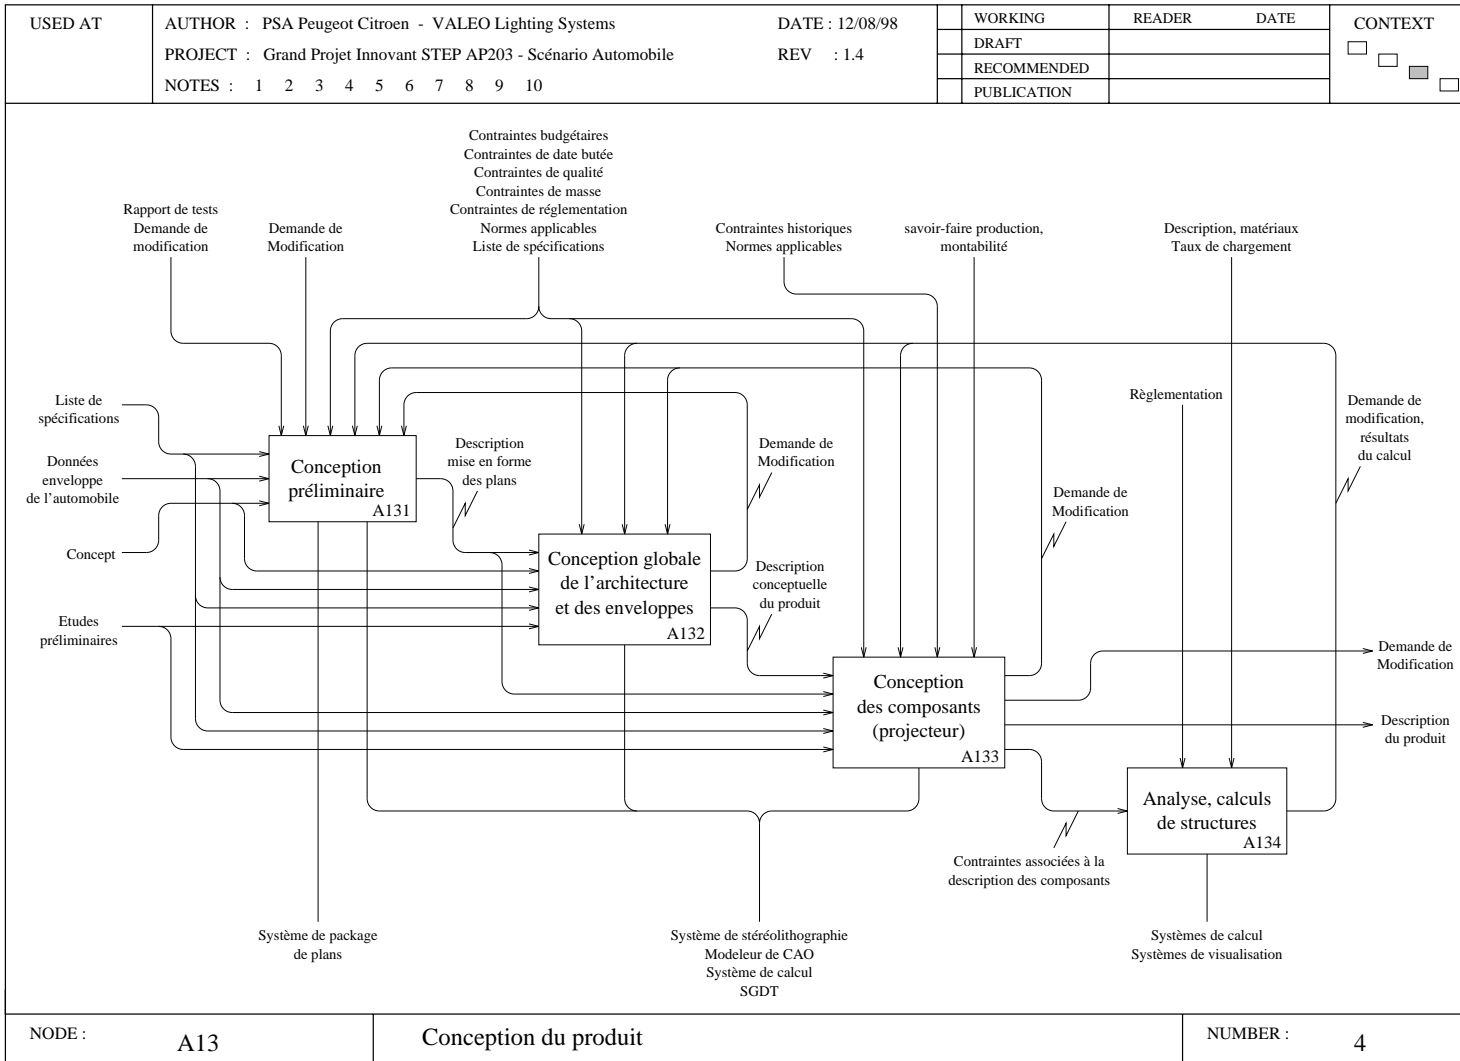 USED AT
AUTHOR : PSA Peugeot Citroen - VALEO Lighting Systems
DATE : 12/08/98
PROJECT : Grand Projet Innovant STEP AP203 - Scénario Automobile
REV : 1.4
NOTES : 1 2 3 4 5 6 7 8 9 10
WORKING
DRAFT
RECOMMENDED
PUBLICATION
READER DATE
CONTEXT
Contraintes budgétaires
Contraintes de date butée
Contraintes de qualité
Contraintes de masse
Contraintes de réglementation
Normes applicables
Liste de spécifications
Rapport de tests
Demande de
modification
Demande de
Modification
Contraintes historiques
Normes applicables
savoir-faire production,
montabilité
Description, matériaux
Taux de chargement
Liste de
spécifications
Données
enveloppe
de l'automobile
Concept
Etudes
préliminaires
Conception
préliminaire
A131
Description
mise en forme
des plans
Demande de
Modification
Règlementation
Demande de
modification,
résultats
du calcul
Demande de
Modification
Conception globale
de l'architecture
et des enveloppes
A132
Description
conceptuelle
du produit
Conception
des composants
(projecteur)
A133
Demande de
Modification
Description
du produit
Analyse, calculs
de structures
A134
Contraintes associées à la
description des composants
Système de package
de plans
Système de stéréolithographie
Modeleur de CAO
Système de calcul
SGDT
Systèmes de calcul
Systèmes de visualisation
NODE :
A13
Conception du produit
NUMBER :
4